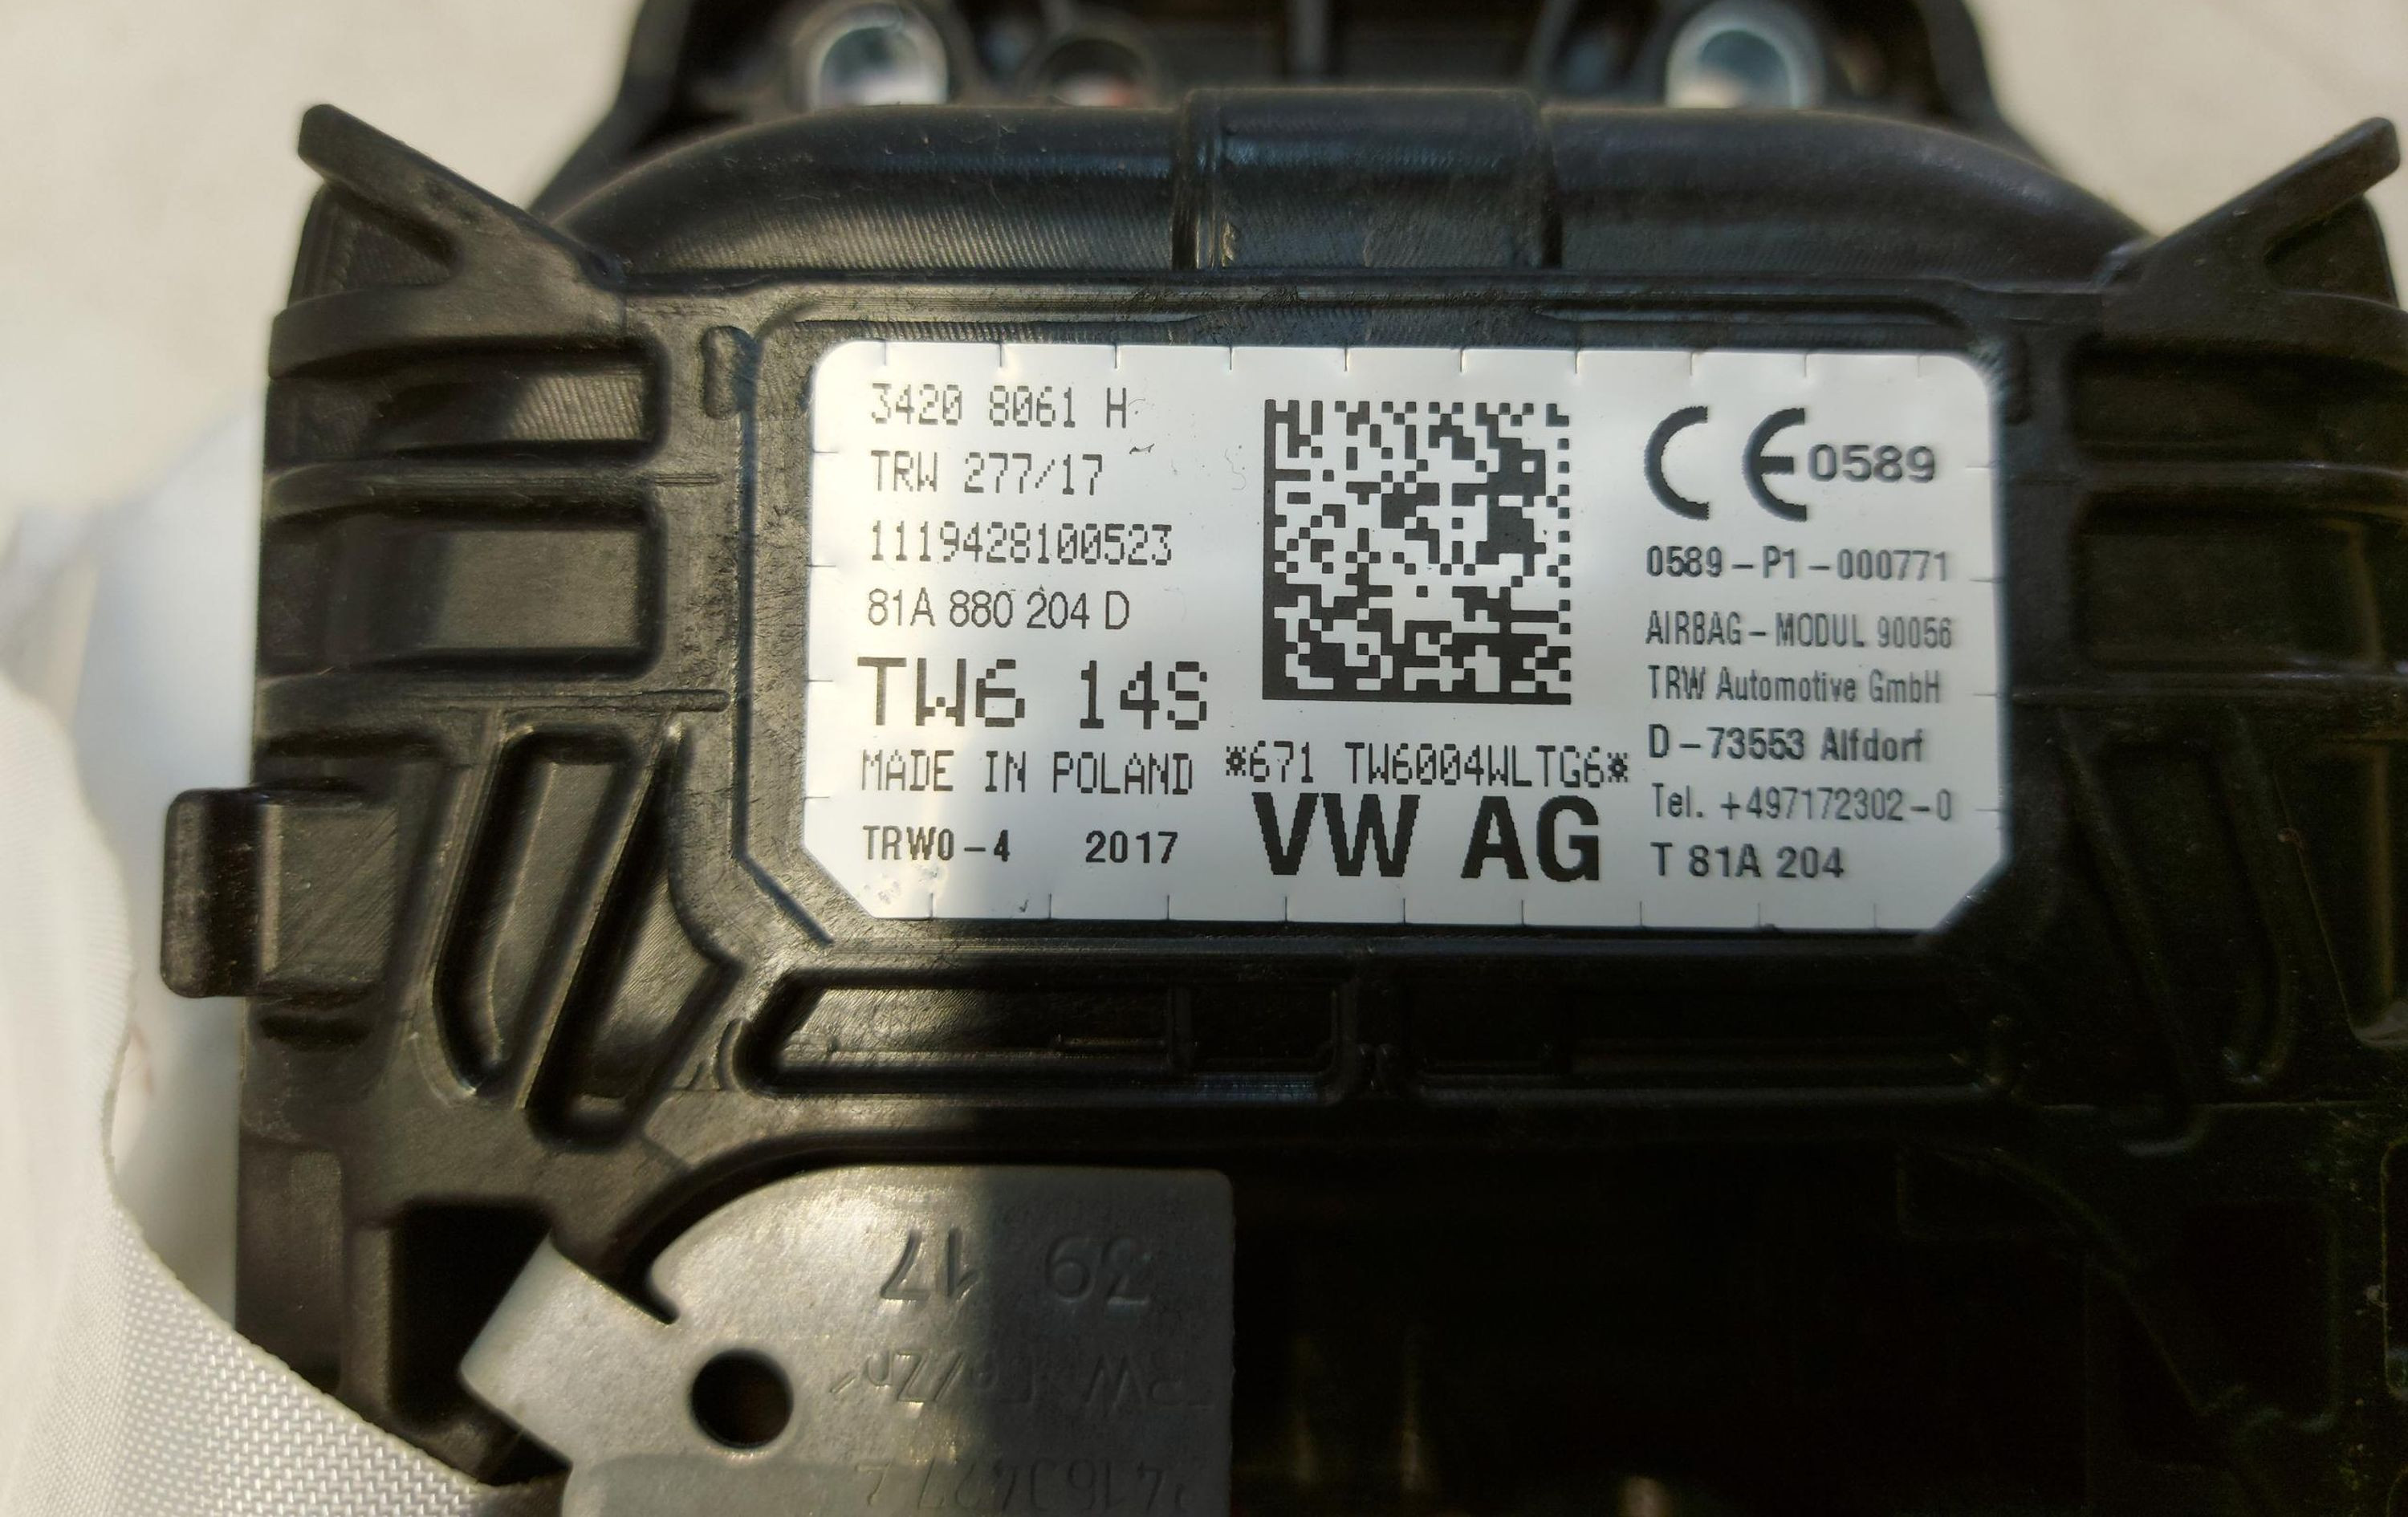 3420 8061 H
TRW 277/17
1119428100523
81A 880 204 D
TW6 14S
MADE IN POLAND
*671 TW6004WLTG6*
TRW0-4 2017
VW AG
CE 0589
0589-P1-000771
AIRBAG-MODUL 90056
TRW Automotive GmbH
D-73553 Alfdorf
Tel. +497172302-0
T 81A 204
39 17